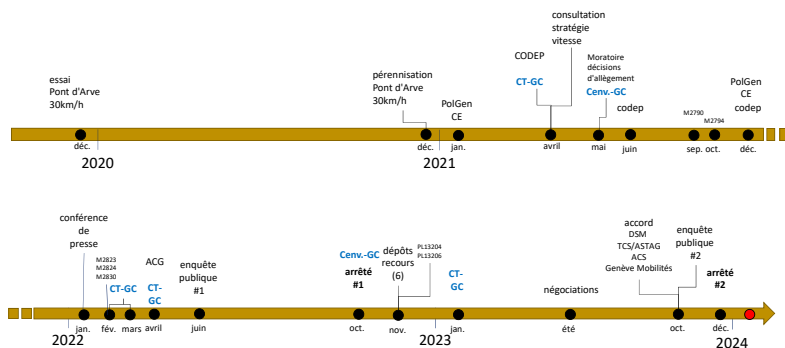 essai
Pont d'Arve
30km/h
déc.
2020
pérennisation
Pont d'Arve
30km/h
déc.
2021
PolGen
CE
jan.
CODEP
CT-GC
consultation
stratégie
vitesse
avril
Moratoire
décisions
d'allègement
Cenv.-GC
mai
codep
juin
M2790
sep.
M2794
oct.
PolGen
CE
codep
déc.
2022
conférence
de
presse
jan.
M2823
M2824
M2830
fév.
CT-GC
mars
ACG
CT-
GC
avril
enquête
publique
#1
juin
Cenv.-GC
arrêté
#1
oct.
dépôts
recours
(6)
nov.
PL13204
PL13206
2023
CT-
GC
jan.
négociations
été
accord
DSM
TCS/ASTAG
ACS
Genève Mobilités
oct.
enquête
publique
#2
arrêté
#2
déc.
2024